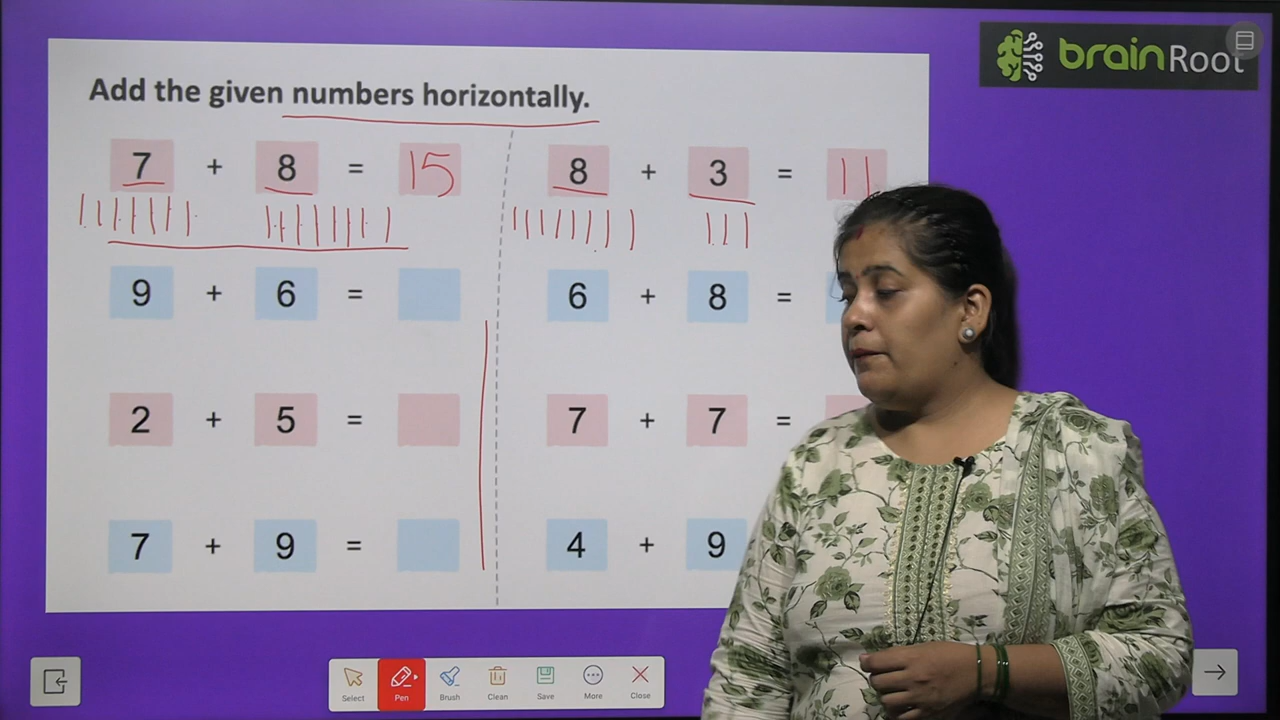 brainRoot
Add the given numbers horizontally.
7 + 8 = 15
8 + 3 = 11
9 + 6 =
6 + 8 =
2 + 5 =
7 + 7 =
7 + 9 =
4 + 9
Select Pen Brush Clean Save More Close